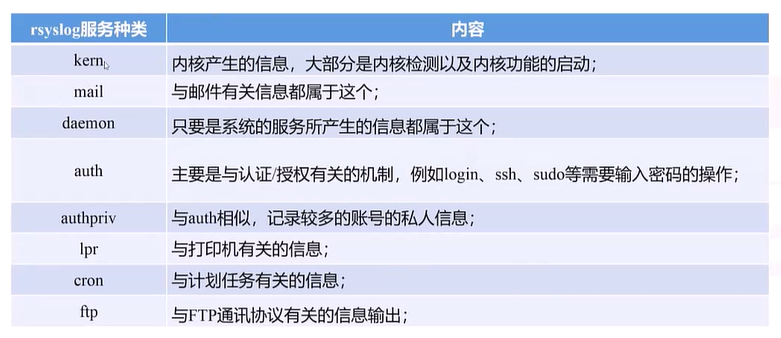 rsyslog服务种类 内容
kern 内核产生的信息，大部分是内核检测以及内核功能的启动；
mail 与邮件有关信息都属于这个；
daemon 只要是系统的服务所产生的信息都属于这个；
auth 主要是与认证/授权有关的机制，例如login、ssh、sudo等需要输入密码的操作；
authpriv 与auth相似，记录较多的账号的私人信息；
lpr 与打印机有关的信息；
cron 与计划任务有关的信息；
ftp 与FTP通讯协议有关的信息输出；